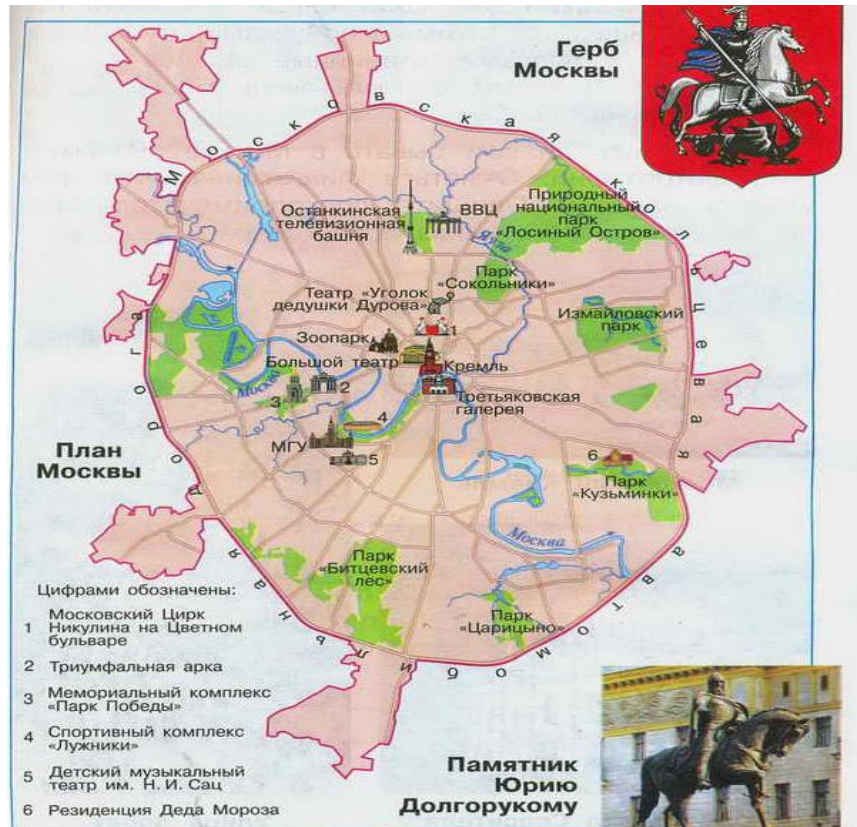 Герб
Москвы
Московская кольцевая
автомобильная дорога
Останкинская
телевизионная
башня
ВВЦ
Природный
национальный
парк
«Лосиный Остров»
Яуза
Парк
«Сокольники»
Театр «Уголок
дедушки Дурова»
1
Измайловский
парк
Зоопарк
Большой театр
Кремль
Москва
2
3
4
Третьяковская
галерея
МГУ
5
6
Парк
«Кузьминки»
План
Москвы
Москва
Парк
«Битцевский
лес»
Парк
«Царицыно»
Цифрами обозначены:
1 Московский Цирк
Никулина на Цветном
бульваре
2 Триумфальная арка
3 Мемориальный комплекс
«Парк Победы»
4 Спортивный комплекс
«Лужники»
5 Детский музыкальный
театр им. Н. И. Сац
6 Резиденция Деда Мороза
Памятник
Юрию
Долгорукому